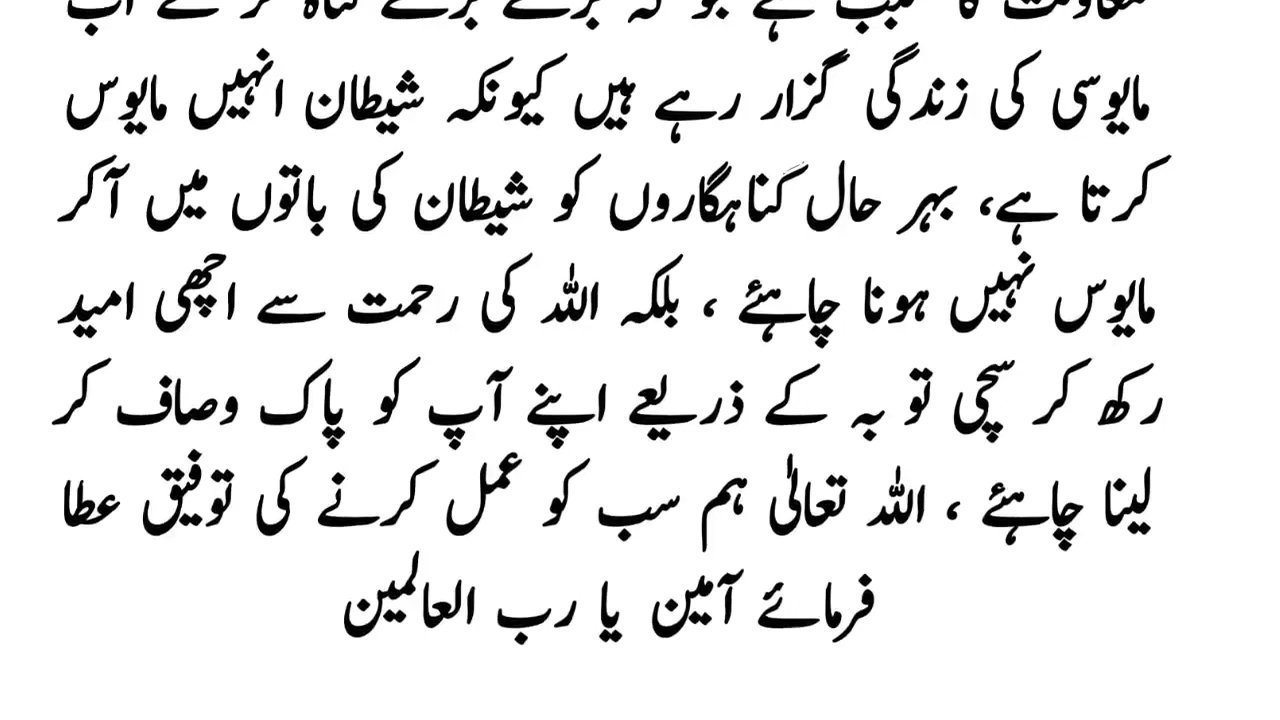 مایوسی کی زندگی گزار رہے ہیں کیونکہ شیطان انہیں مایوس
کرتا ہے، بہر حال گناہگاروں کو شیطان کی باتوں میں آکر
مایوس نہیں ہونا چاہئے ، بلکہ اللہ کی رحمت سے اچھی امید
رکھ کر سچی توبہ کے ذریعے اپنے آپ کو پاک وصاف کر
لینا چاہئے ، اللہ تعالیٰ ہم سب کو عمل کرنے کی توفیق عطا
فرمائے آمین یا رب العالمین